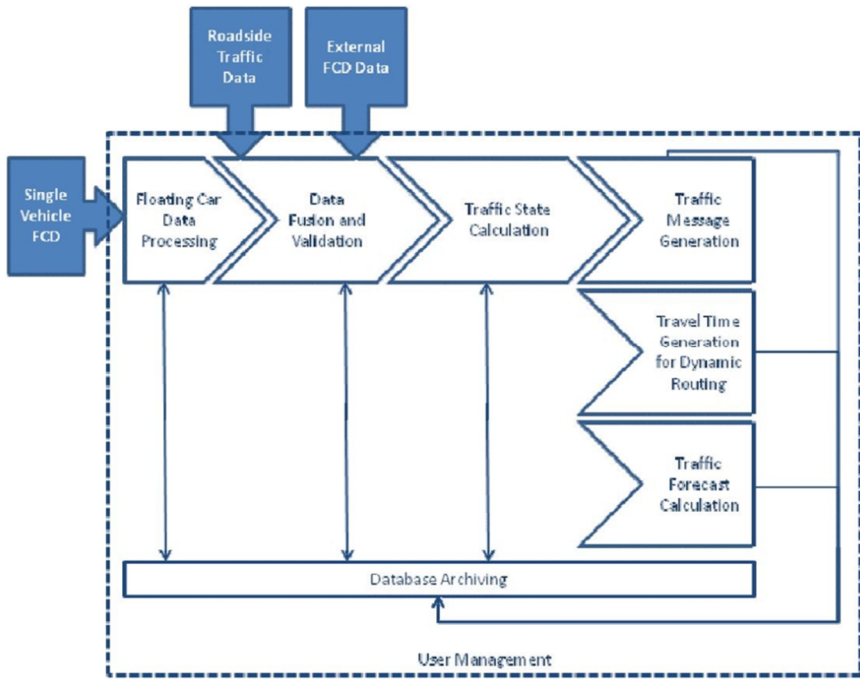 Roadside
Traffic
Data
External
FCD Data
Single
Vehicle
FCD
Floating Car
Data
Processing
Data
Fusion and
Validation
Traffic State
Calculation
Traffic
Message
Generation
Travel Time
Generation
for Dynamic
Routing
Traffic
Forecast
Calculation
Database Archiving
User Management